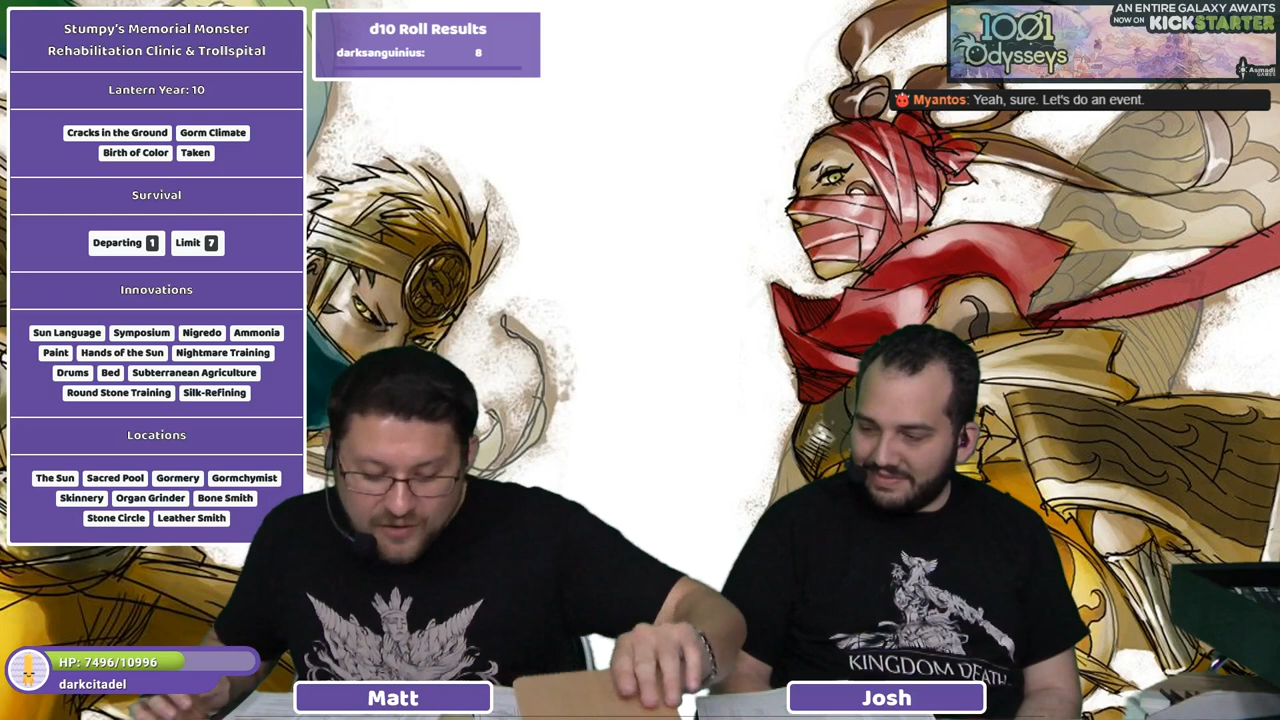 Stumpy's Memorial Monster
Rehabilitation Clinic & Trollspital
Lantern Year: 10
Cracks in the Ground Gorm Climate
Birth of Color Taken
Survival
Departing 1 Limit 7
Innovations
Sun Language Symposium Nigredo Ammonia
Paint Hands of the Sun Nightmare Training
Drums Bed Subterranean Agriculture
Round Stone Training Silk-Refining
Locations
The Sun Sacred Pool Gormery Gormchymist
Skinnery Organ Grinder Bone Smith
Stone Circle Leather Smith
d10 Roll Results
darksanguinius: 8
AN ENTIRE GALAXY AWAITS
NOW ON KICKSTARTER
1001
Odysseys
Asmadi
GAMES
Myantos: Yeah, sure. Let's do an event.
KINGDOM DEATH
HP: 7496/10996
darkcitadel
Matt
Josh